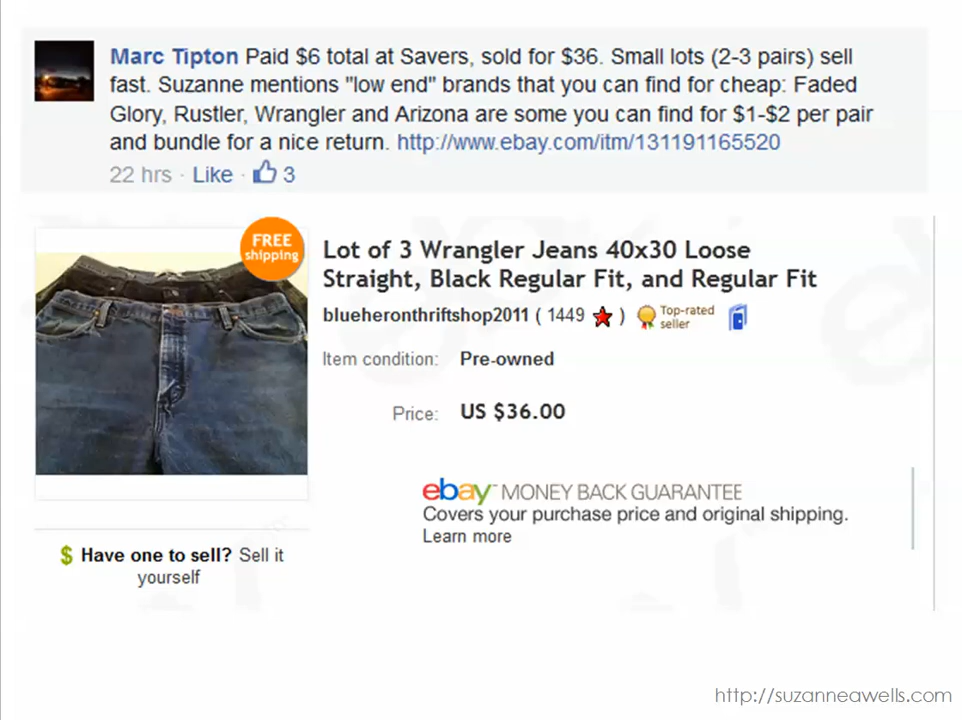 Marc Tipton Paid $6 total at Savers, sold for $36. Small lots (2-3 pairs) sell
fast. Suzanne mentions "low end" brands that you can find for cheap: Faded
Glory, Rustler, Wrangler and Arizona are some you can find for $1-$2 per pair
and bundle for a nice return. http://www.ebay.com/itm/131191165520
22 hrs · Like · 3
FREE
shipping
Lot of 3 Wrangler Jeans 40x30 Loose
Straight, Black Regular Fit, and Regular Fit
blueheronthriftshop2011 ( 1449 ) Top-rated
seller
Item condition: Pre-owned
Price: US $36.00
ebay™ MONEY BACK GUARANTEE
Covers your purchase price and original shipping.
Learn more
$ Have one to sell? Sell it
yourself
http://suzanneawells.com